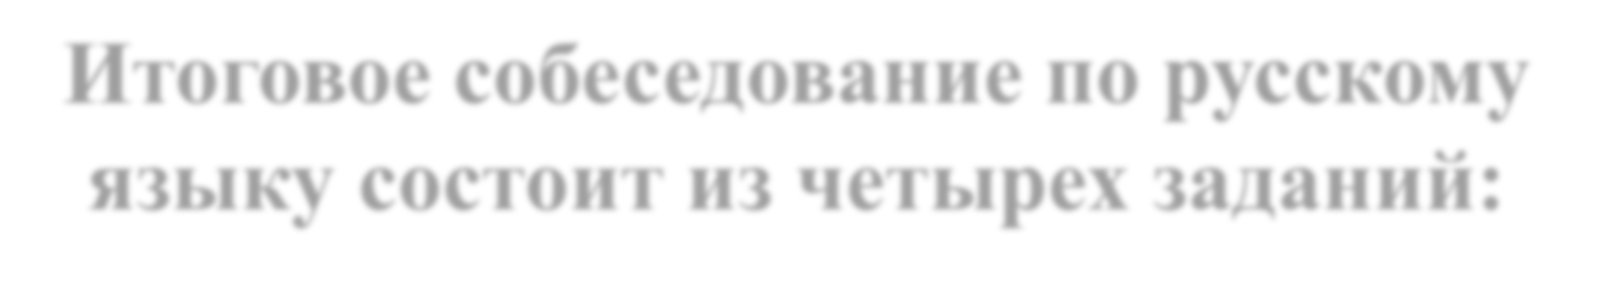 Итоговое собеседование по русскому
языку состоит из четырех заданий: